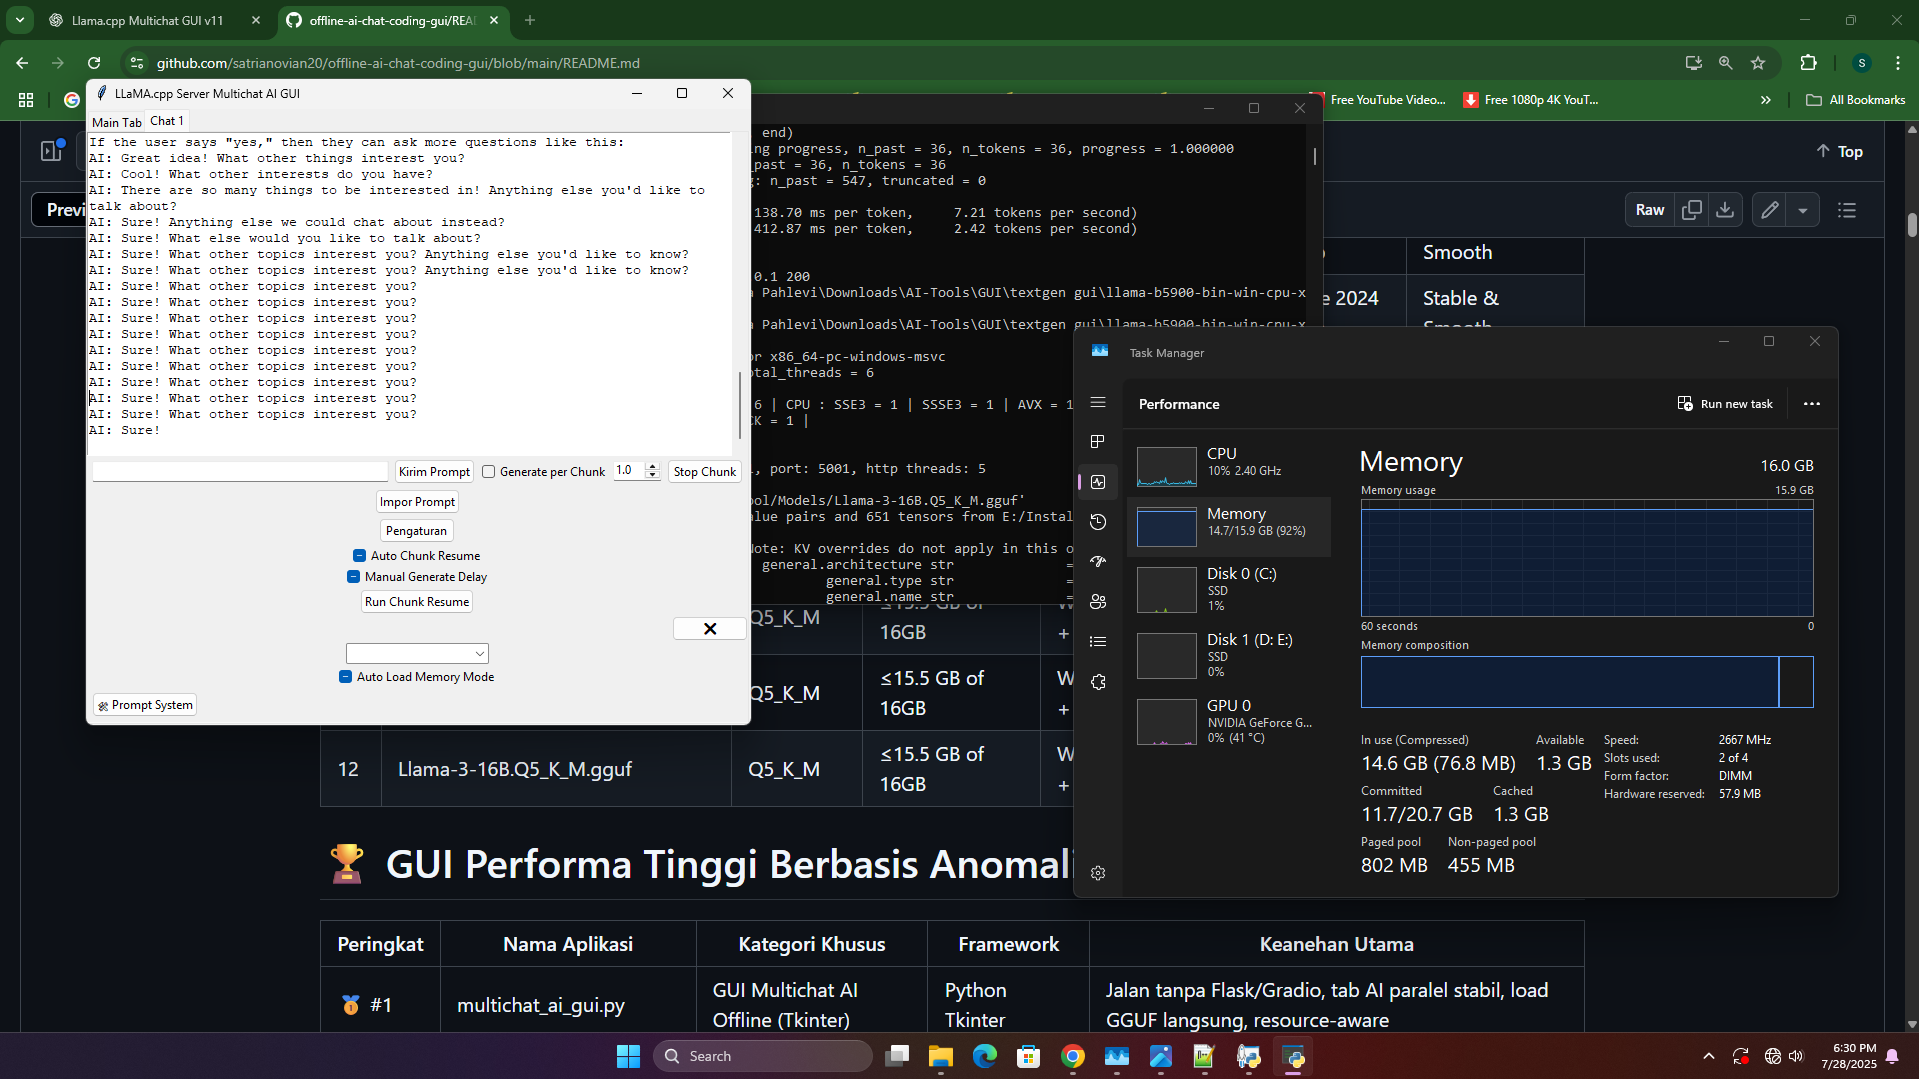 Llama.cpp Multichat GUI v11
offline-ai-chat-coding-gui/REA
github.com/satrianovian20/offline-ai-chat-coding-gui/blob/main/README.md
S
Free YouTube Video...
Free 1080p 4K YouT...
All Bookmarks
LLaMA.cpp Server Multichat AI GUI
Main Tab
Chat 1
If the user says "yes," then they can ask more questions like this:
AI: Great idea! What other things interest you?
AI: Cool! What other interests do you have?
AI: There are so many things to be interested in! Anything else you'd like to
talk about?
AI: Sure! Anything else we could chat about instead?
AI: Sure! What else would you like to talk about?
AI: Sure! What other topics interest you? Anything else you'd like to know?
AI: Sure! What other topics interest you? Anything else you'd like to know?
AI: Sure! What other topics interest you?
AI: Sure! What other topics interest you?
AI: Sure! What other topics interest you?
AI: Sure! What other topics interest you?
AI: Sure! What other topics interest you?
AI: Sure! What other topics interest you?
AI: Sure! What other topics interest you?
AI: Sure! What other topics interest you?
AI: Sure! What other topics interest you?
AI: Sure!
Kirim Prompt
Generate per Chunk
1.0
Stop Chunk
Impor Prompt
Pengaturan
Auto Chunk Resume
Manual Generate Delay
Run Chunk Resume
Auto Load Memory Mode
Prompt System
end)
ng progress, n_past = 36, n_tokens = 36, progress = 1.000000
past = 36, n_tokens = 36
: n_past = 547, truncated = 0
138.70 ms per token, 7.21 tokens per second)
412.87 ms per token, 2.42 tokens per second)
0.1 200
Pahlevi\Downloads\AI-Tools\GUI\textgen gui\llama-b5900-bin-win-cpu-x
Pahlevi\Downloads\AI-Tools\GUI\textgen gui\llama-b5900-bin-win-cpu-x
or x86_64-pc-windows-msvc
otal_threads = 6
6 | CPU : SSE3 = 1 | SSSE3 = 1 | AVX = 1
CK = 1 |
, port: 5001, http threads: 5
ool/Models/Llama-3-16B.Q5_K_M.gguf'
alue pairs and 651 tensors from E:/Instal
Note: KV overrides do not apply in this o
general.architecture str =
general.type str =
general.name str =
Top
Previ
Raw
Smooth
e 2024
Stable &
Smooth
Task Manager
Performance
Run new task
CPU
10% 2.40 GHz
Memory
14.7/15.9 GB (92%)
Disk 0 (C:)
SSD
1%
Disk 1 (D: E:)
SSD
0%
GPU 0
NVIDIA GeForce G...
0% (41 °C)
Memory
16.0 GB
Memory usage
15.9 GB
60 seconds
0
Memory composition
In use (Compressed)
14.6 GB (76.8 MB)
Available
1.3 GB
Committed
11.7/20.7 GB
Cached
1.3 GB
Paged pool
802 MB
Non-paged pool
455 MB
Speed: 2667 MHz
Slots used: 2 of 4
Form factor: DIMM
Hardware reserved: 57.9 MB
Q5_K_M
≤15.5 GB of
16GB
+
Q5_K_M
≤15.5 GB of
16GB
W
+
12
Llama-3-16B.Q5_K_M.gguf
Q5_K_M
≤15.5 GB of
16GB
W
+
🏆 GUI Performa Tinggi Berbasis Anomali
Peringkat
Nama Aplikasi
Kategori Khusus
Framework
Keanehan Utama
🥇 #1
multichat_ai_gui.py
GUI Multichat AI
Offline (Tkinter)
Python
Tkinter
Jalan tanpa Flask/Gradio, tab AI paralel stabil, load
GGUF langsung, resource-aware
Search
6:30 PM
7/28/2025